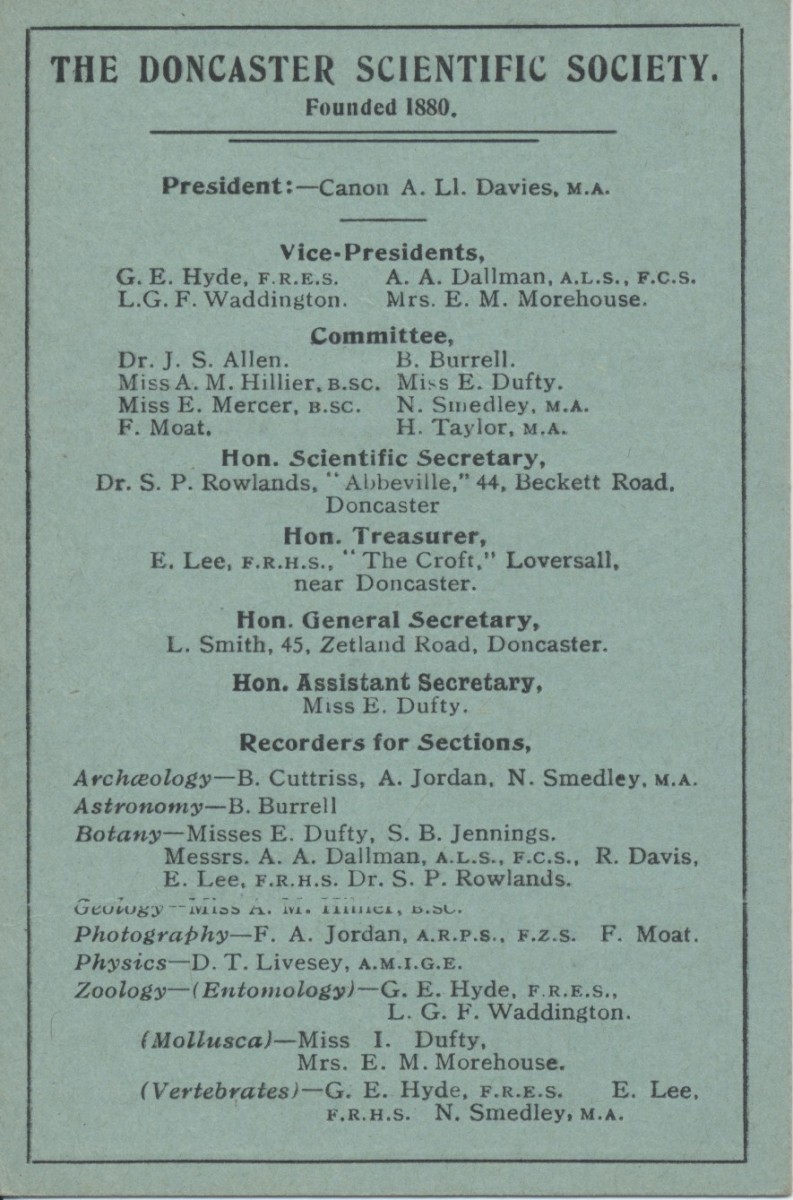 THE DONCASTER SCIENTIFIC SOCIETY.
Founded 1880.
President:—Canon A. Ll. Davies, M.A.
Vice-Presidents,
G. E. Hyde, F.R.E.S. A. A. Dallman, A.L.S., F.C.S.
L.G. F. Waddington. Mrs. E. M. Morehouse.
Committee,
Dr. J. S. Allen. B. Burrell.
Miss A. M. Hillier, B.SC. Miss E. Dufty.
Miss E. Mercer, B.SC. N. Smedley, M.A.
F. Moat. H. Taylor, M.A.
Hon. Scientific Secretary,
Dr. S. P. Rowlands, "Abbeville," 44, Beckett Road,
Doncaster
Hon. Treasurer,
E. Lee, F.R.H.S., "The Croft," Loversall,
near Doncaster.
Hon. General Secretary,
L. Smith, 45, Zetland Road, Doncaster.
Hon. Assistant Secretary,
Miss E. Dufty.
Recorders for Sections,
Archæology—B. Cuttriss, A. Jordan, N. Smedley, M.A.
Astronomy—B. Burrell
Botany—Misses E. Dufty, S. B. Jennings.
Messrs. A. A. Dallman, A.L.S., F.C.S., R. Davis,
E. Lee, F.R.H.S. Dr. S. P. Rowlands.
Geology—Miss A. M. Hillier, B.SC.
Photography—F. A. Jordan, A.R.P.S., F.Z.S. F. Moat.
Physics—D. T. Livesey, A.M.I.G.E.
Zoology—(Entomology)—G. E. Hyde, F.R.E.S.,
L. G. F. Waddington.
(Mollusca)—Miss I. Dufty,
Mrs. E. M. Morehouse.
(Vertebrates)—G. E. Hyde, F.R.E.S. E. Lee,
F.R.H.S. N. Smedley, M.A.